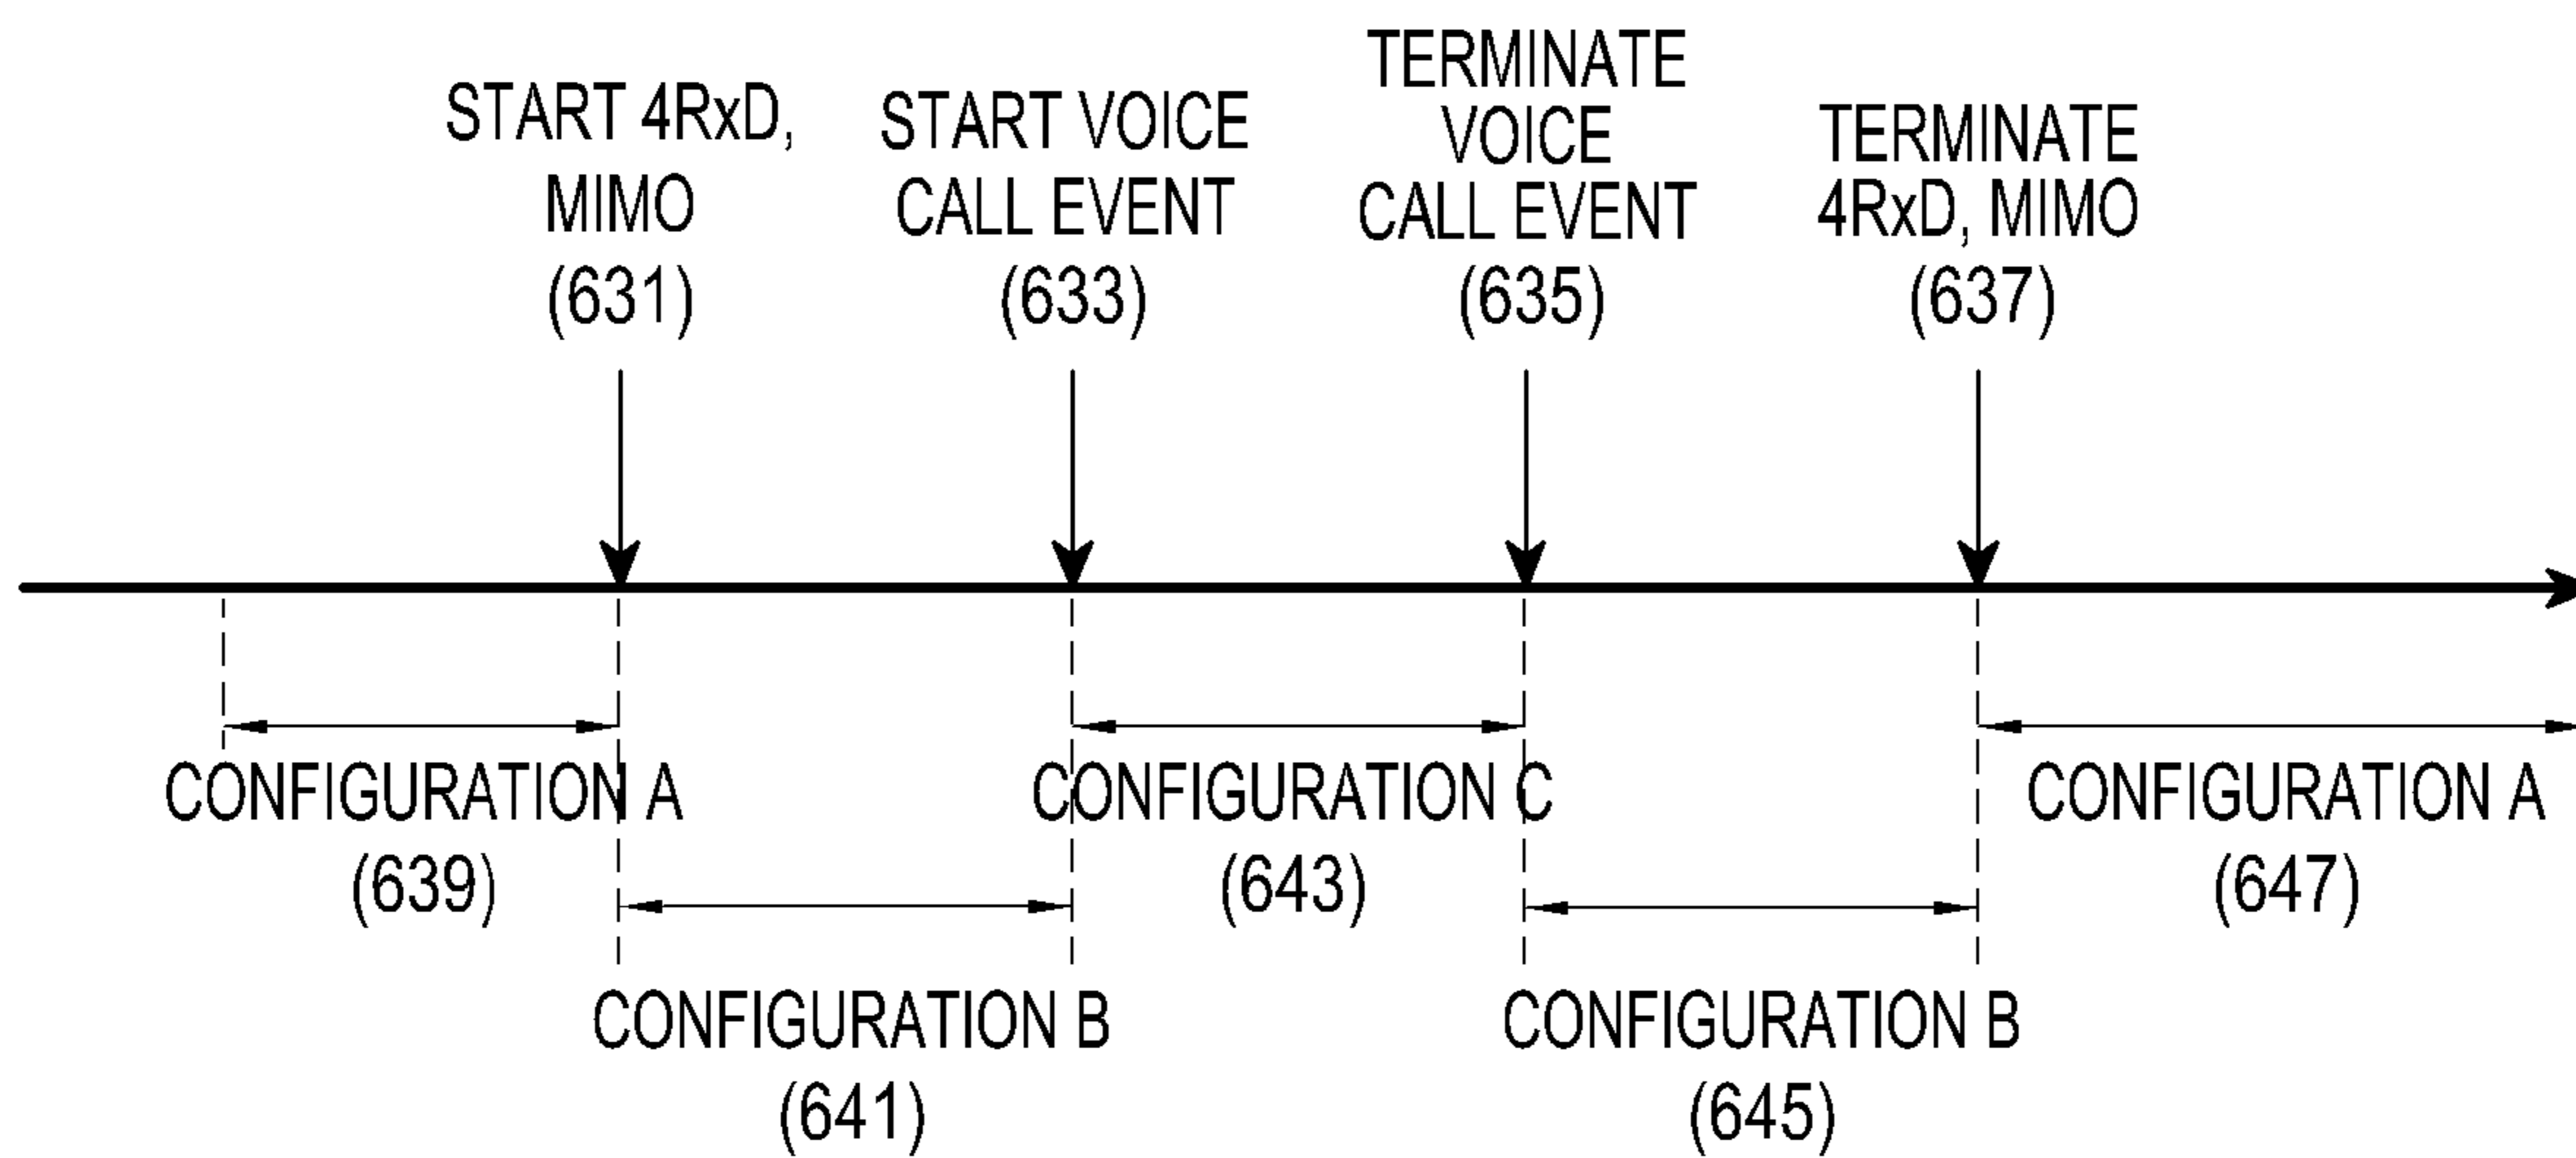 START 4RxD,
MIMO
(631)
START VOICE
CALL EVENT
(633)
TERMINATE
VOICE
CALL EVENT
(635)
TERMINATE
4RxD, MIMO
(637)
CONFIGURATION A
(639)
CONFIGURATION B
(641)
CONFIGURATION C
(643)
CONFIGURATION B
(645)
CONFIGURATION A
(647)